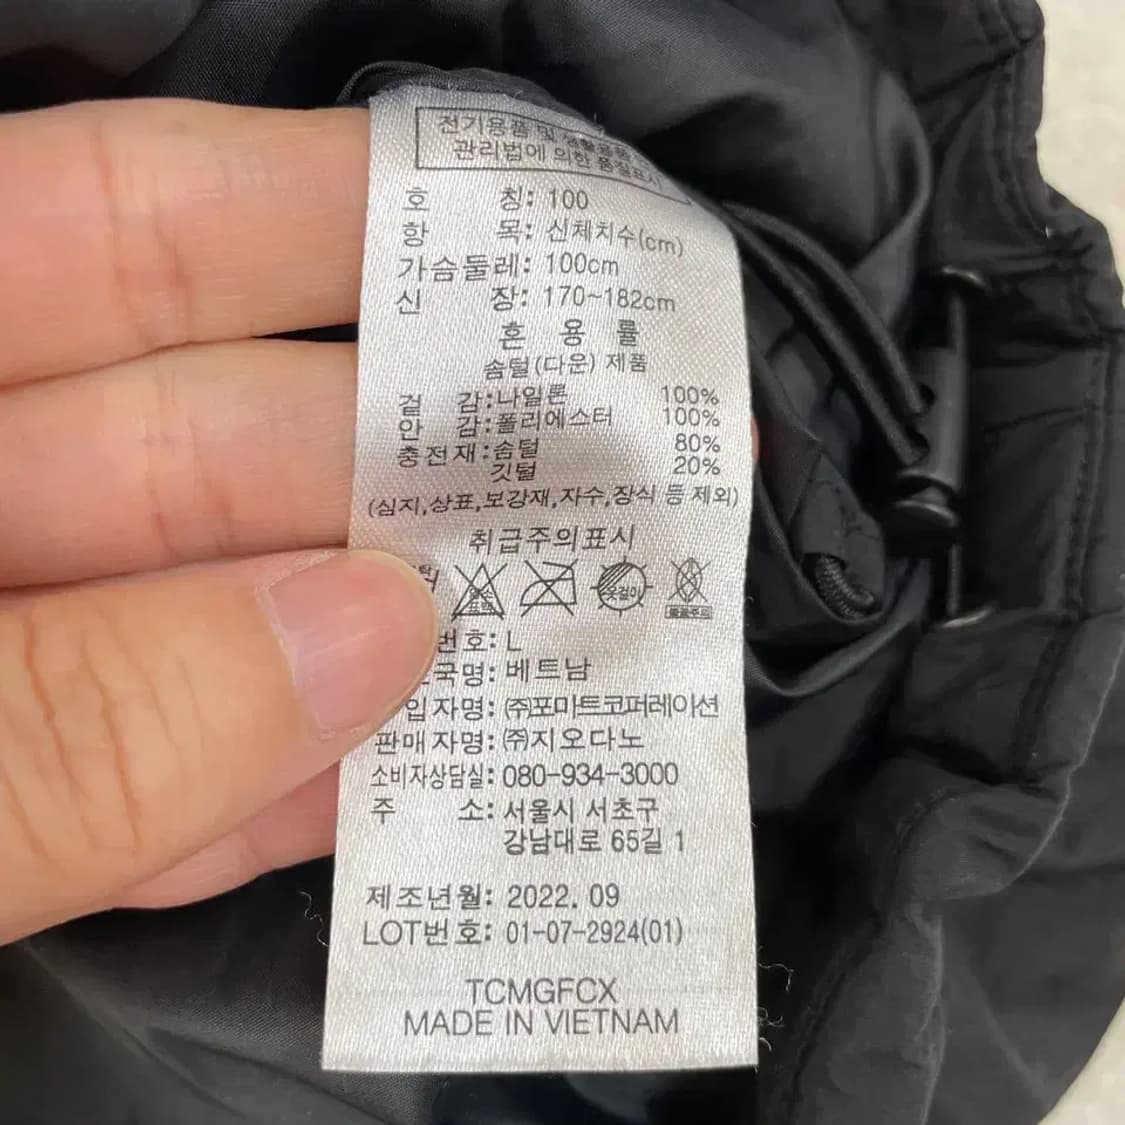 전기용품 및 생활용품
관리법에 의한 품질표시
호 칭: 100
항 목: 신체치수(cm)
가슴둘레: 100cm
신 장: 170~182cm
혼 용 률
솜털(다운) 제품
겉 감:나일론 100%
안 감:폴리에스터 100%
충전재:솜털 80%
깃털 20%
(심지,상표,보강재,자수,장식 등 제외)
취급주의표시
옷걸이
번호: L
국명: 베트남
입자명: ㈜포마트코퍼레이션
판매자명: ㈜지오다노
소비자상담실: 080-934-3000
주 소: 서울시 서초구
강남대로 65길 1
제조년월: 2022. 09
LOT번호: 01-07-2924(01)
TCMGFCX
MADE IN VIETNAM